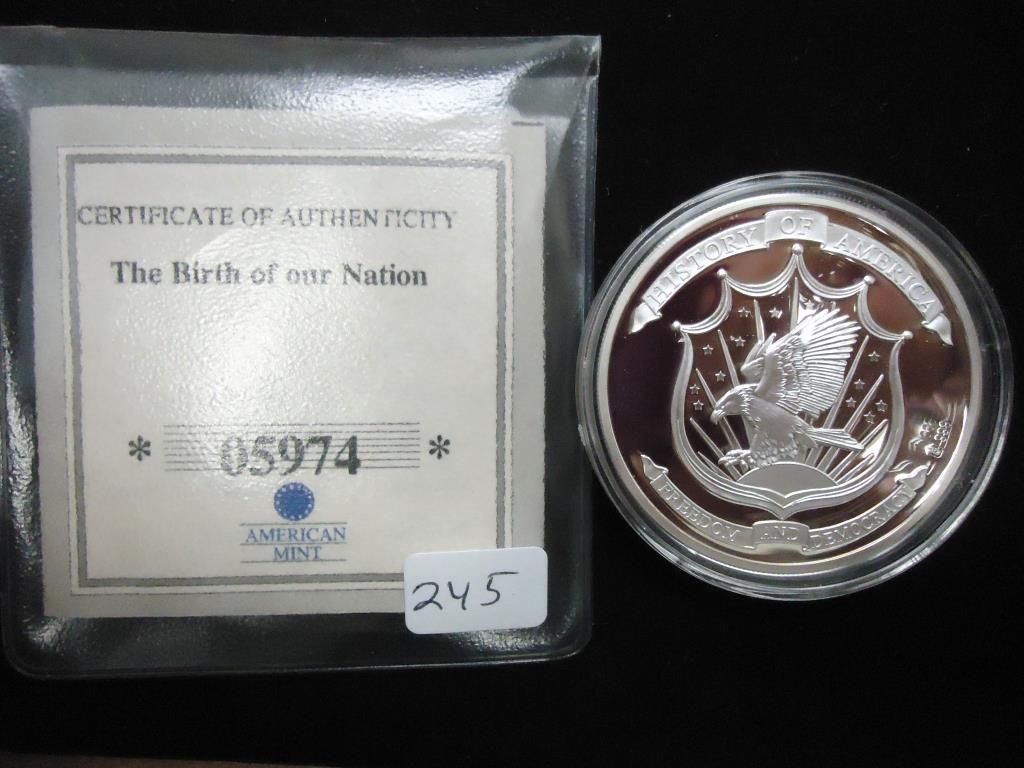 CERTIFICATE OF AUTHENTICITY
The Birth of our Nation
* 05974 *
AMERICAN
MINT
245
HISTORY OF AMERICA
FREEDOM AND DEMOCRACY